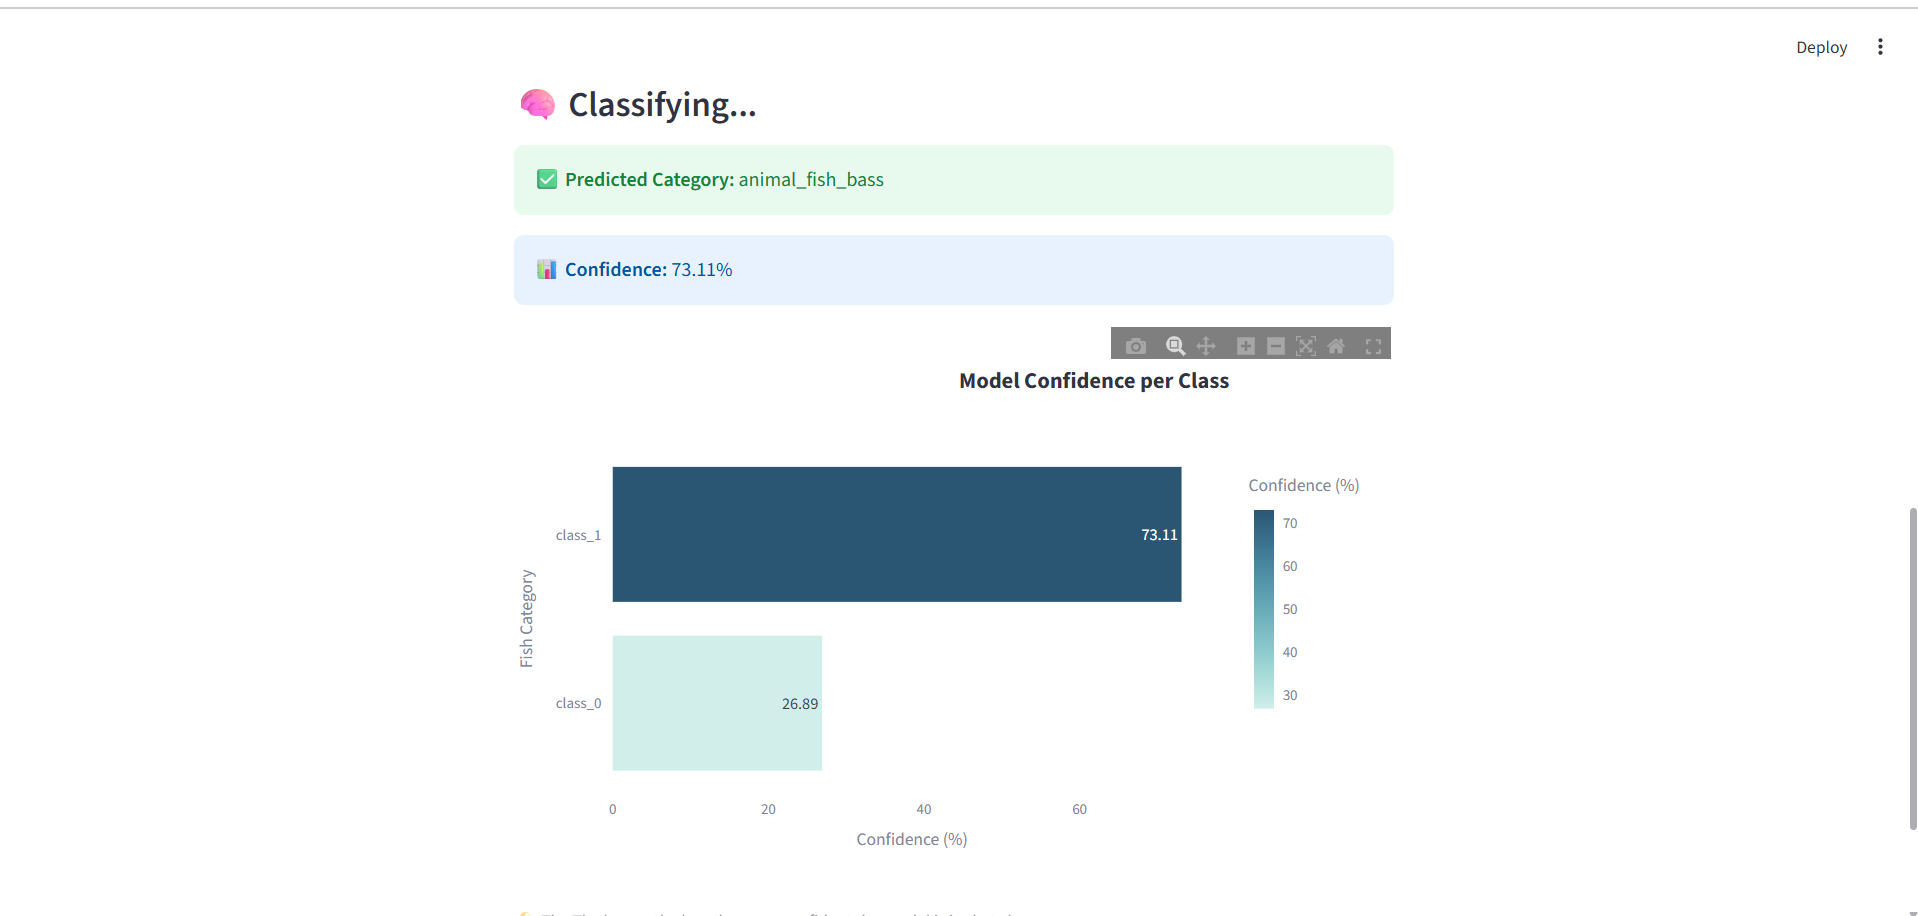 Deploy
Classifying...
Predicted Category: animal_fish_bass
Confidence: 73.11%
Model Confidence per Class
Confidence (%)
70
60
50
40
30
Fish Category
class_1
73.11
class_0
26.89
0 20 40 60
Confidence (%)